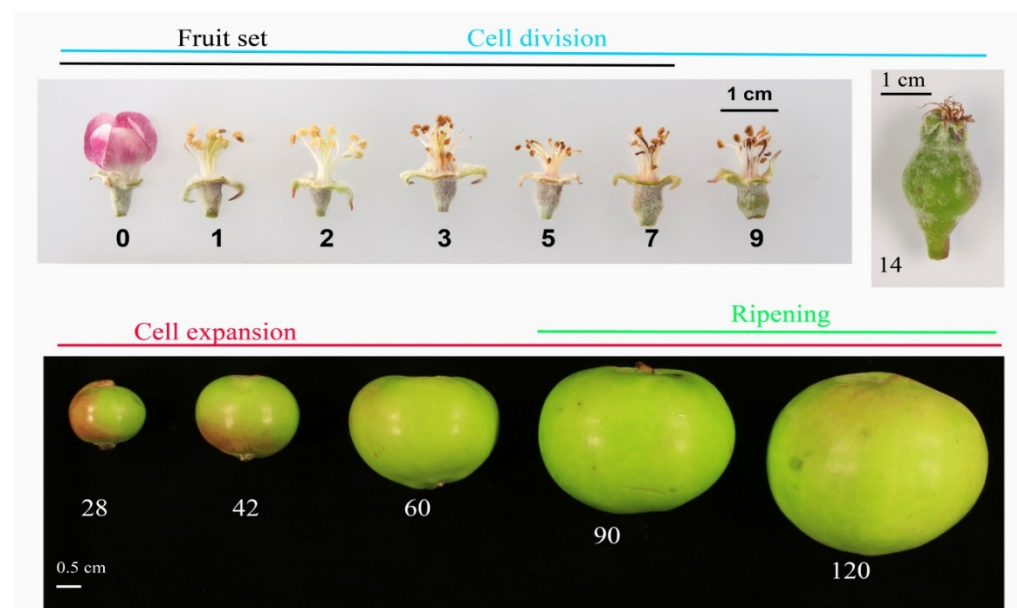 Fruit set
Cell division
1 cm
1 cm
0 1 2 3 5 7 9
14
Cell expansion
Ripening
28 42 60 90 120
0.5 cm